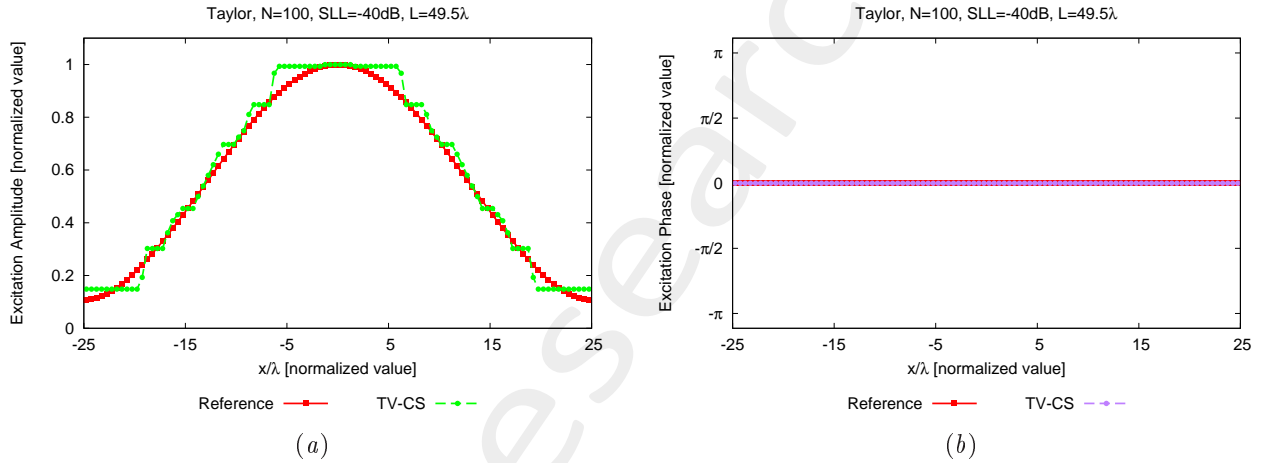 Taylor, N=100, SLL=-40dB, L=49.5λ
Excitation Amplitude [normalized value]
1
0.8
0.6
0.4
0.2
0
-25 -15 -5 5 15 25
x/λ [normalized value]
Reference TV-CS
(a)
Taylor, N=100, SLL=-40dB, L=49.5λ
Excitation Phase [normalized value]
π
π/2
0
-π/2
-π
-25 -15 -5 5 15 25
x/λ [normalized value]
Reference TV-CS
(b)
esearc